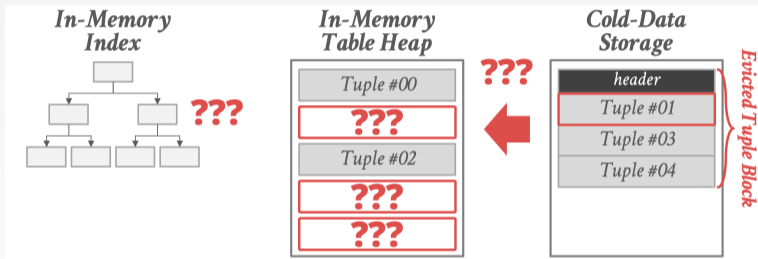 In-Memory
Index
???
In-Memory
Table Heap
Tuple #00
???
Tuple #02
???
???
???
Cold-Data
Storage
header
Tuple #01
Tuple #03
Tuple #04
Evicted Tuple Block